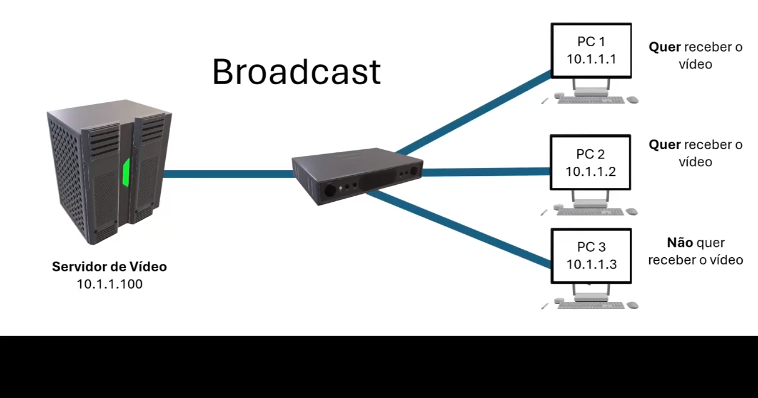 Broadcast
PC 1
10.1.1.1
Quer receber o
vídeo
PC 2
10.1.1.2
Quer receber o
vídeo
PC 3
10.1.1.3
Não quer
receber o vídeo
Servidor de Vídeo
10.1.1.100